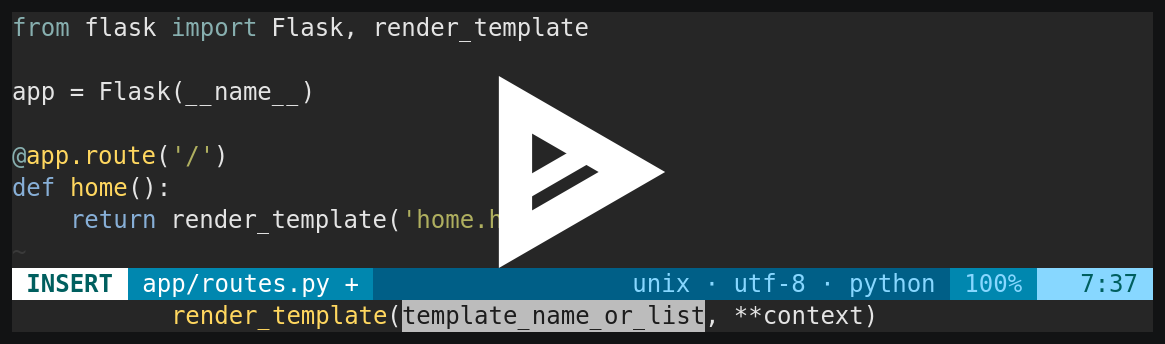 from flask import Flask, render_template
app = Flask(__name__)
@app.route('/')
def home():
    return render_template('home.h
~
INSERT app/routes.py + unix · utf-8 · python 100% 7:37
render_template(template_name_or_list, **context)